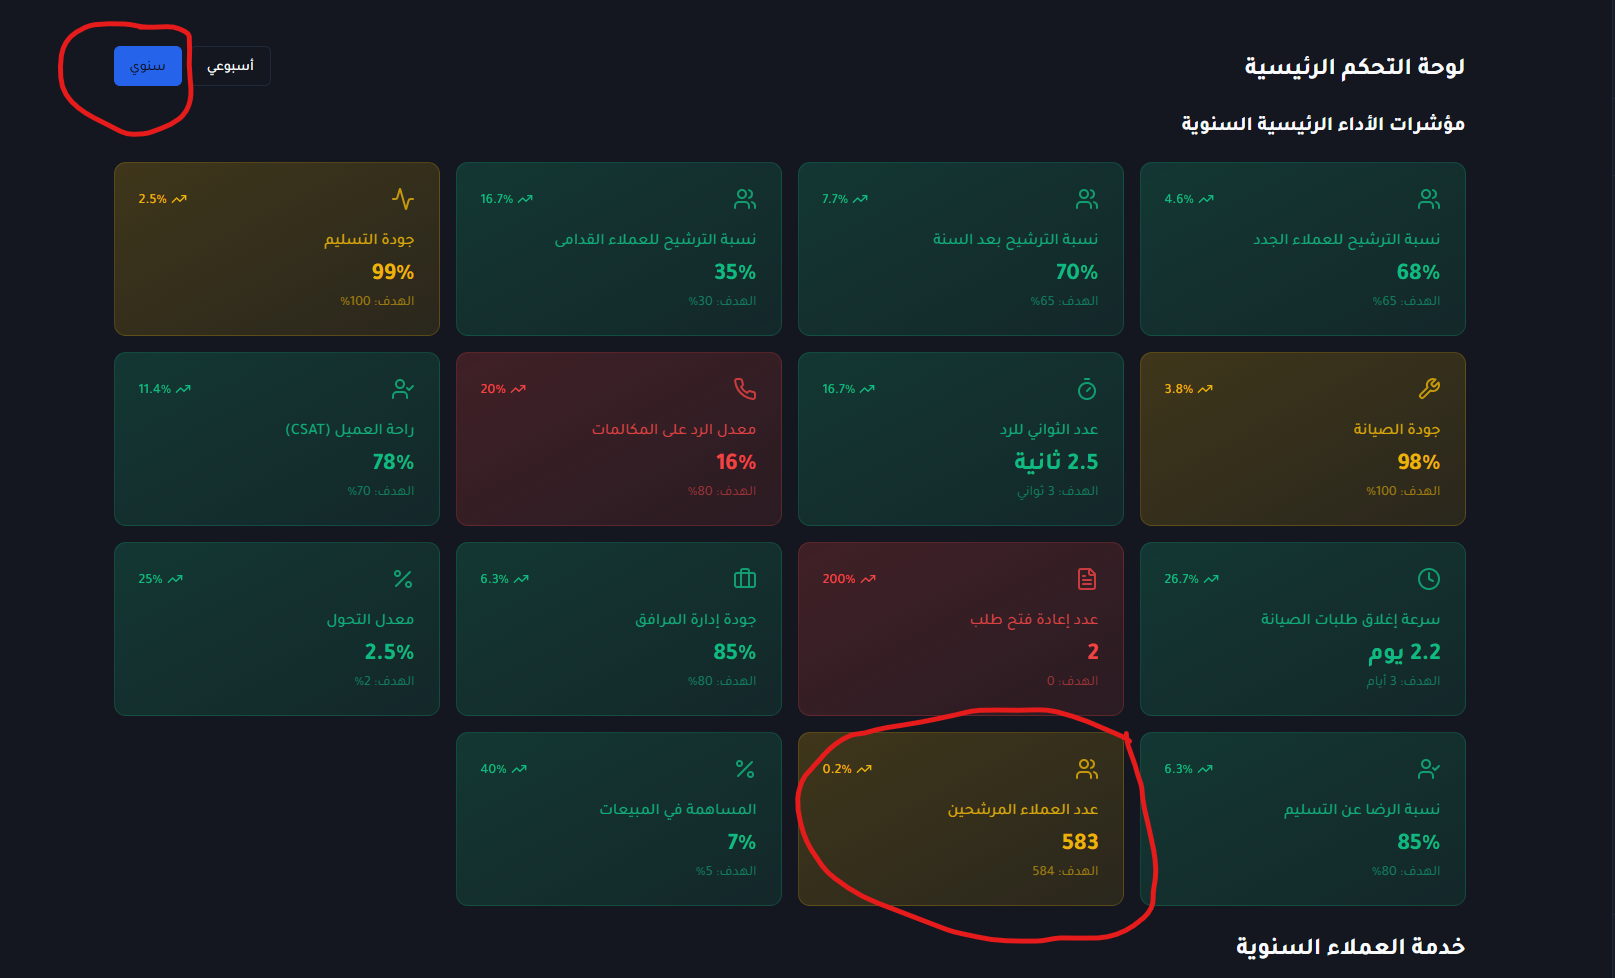 لوحة التحكم الرئيسية
أسبوعي
سنوي
مؤشرات الأداء الرئيسية السنوية
4.6%
نسبة الترشيح للعملاء الجدد
68%
الهدف: 65%
7.7%
نسبة الترشيح بعد السنة
70%
الهدف: 65%
16.7%
نسبة الترشيح للعملاء القدامى
35%
الهدف: 30%
2.5%
جودة التسليم
99%
الهدف: 100%
3.8%
جودة الصيانة
98%
الهدف: 100%
16.7%
عدد الثواني للرد
2.5 ثانية
الهدف: 3 ثواني
20%
معدل الرد على المكالمات
16%
الهدف: 80%
11.4%
راحة العميل (CSAT)
78%
الهدف: 70%
26.7%
سرعة إغلاق طلبات الصيانة
2.2 يوم
الهدف: 3 أيام
200%
عدد إعادة فتح طلب
2
الهدف: 0
6.3%
جودة إدارة المرافق
85%
الهدف: 80%
25%
معدل التحول
2.5%
الهدف: 2%
6.3%
نسبة الرضا عن التسليم
85%
الهدف: 80%
0.2%
عدد العملاء المرشحين
583
الهدف: 584
40%
المساهمة في المبيعات
7%
الهدف: 5%
خدمة العملاء السنوية